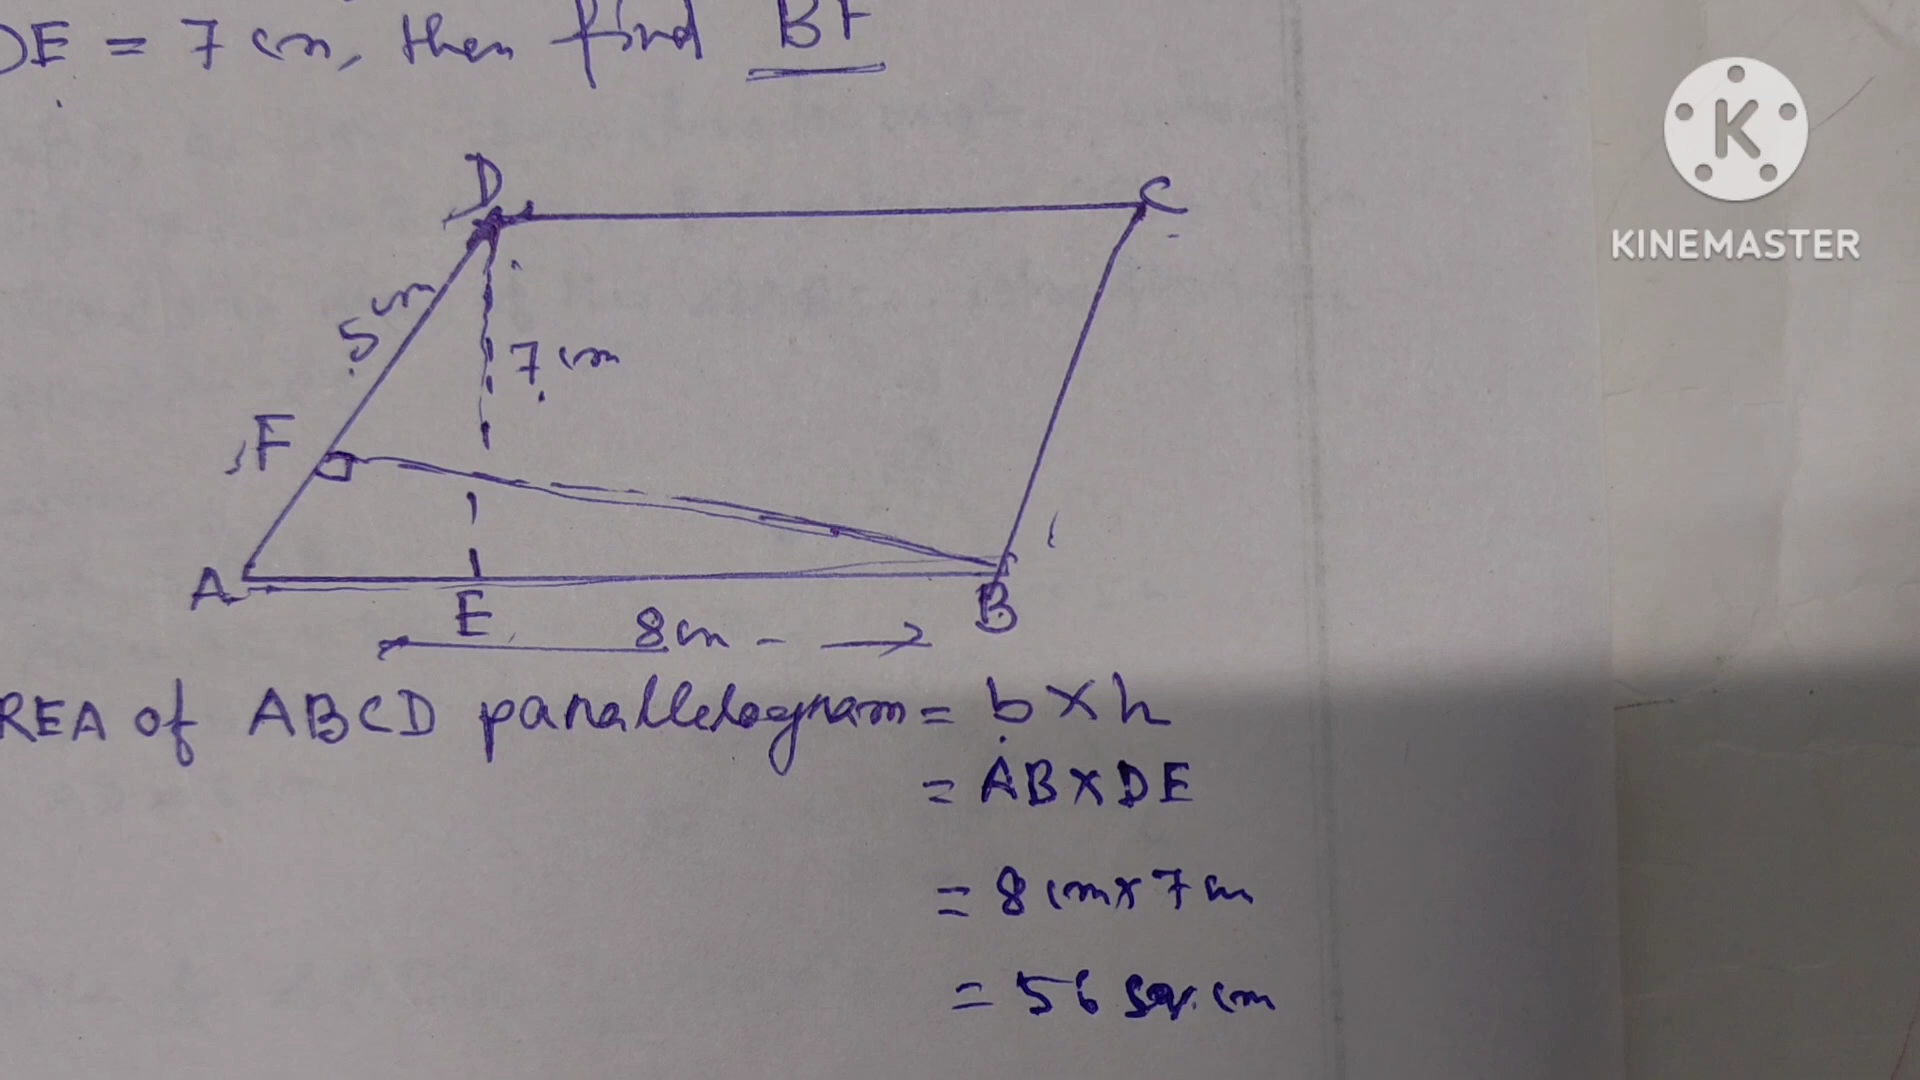 DE = 7 cm, then find BF
D
C
5 cm
7 cm
F
A
E
B
8 cm
REA of ABCD parallelogram = b × h
= AB × DE
= 8 cm × 7 cm
= 56 sq. cm
K
KINEMASTER